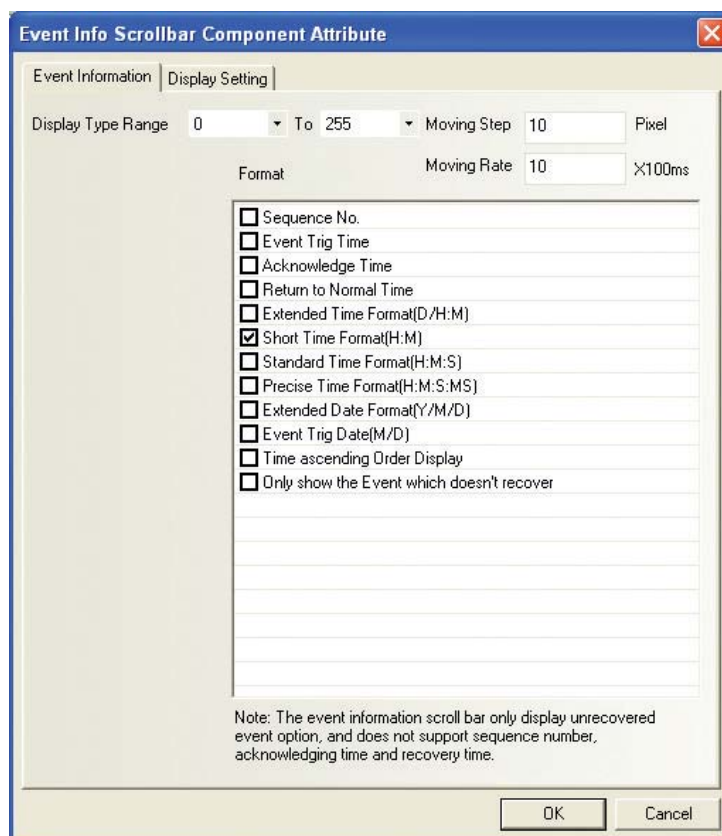 Event Info Scrollbar Component Attribute
Event Information
Display Setting
Display Type Range 0 To 255 Moving Step 10 Pixel
Format Moving Rate 10 X100ms
Sequence No.
Event Trig Time
Acknowledge Time
Return to Normal Time
Extended Time Format(D/H:M)
Short Time Format(H:M)
Standard Time Format(H:M:S)
Precise Time Format(H:M:S:MS)
Extended Date Format(Y/M/D)
Event Trig Date(M/D)
Time ascending Order Display
Only show the Event which doesn't recover
Note: The event information scroll bar only display unrecovered
event option, and does not support sequence number,
acknowledging time and recovery time.
OK Cancel